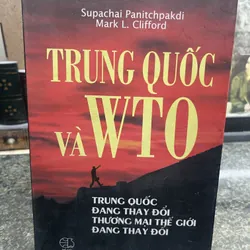 Supachai Panitchpakdi
Mark L. Clifford
TRUNG QUỐC
VÀ WTO
TRUNG QUỐC
ĐANG THAY ĐỔI
THƯƠNG MẠI THẾ GIỚI
ĐANG THAY ĐỔI